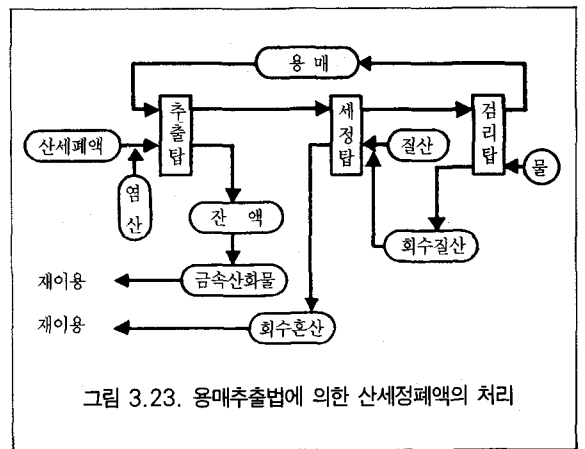 용 매
추출탑
세정탑
검리탑
산세폐액
염산
질산
물
잔 액
회수질산
재이용
금속산화물
재이용
회수혼산
그림 3.23. 용매추출법에 의한 산세정폐액의 처리